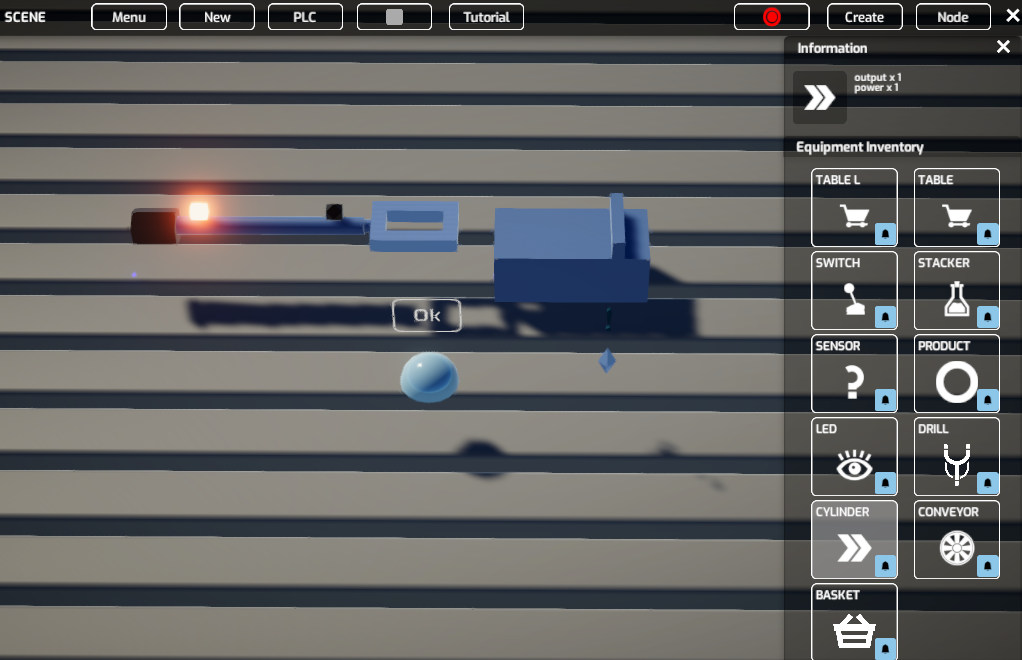 SCENE
Menu
New
PLC
Tutorial
Create
Node
Information
output x 1
power x 1
Equipment Inventory
TABLE L
TABLE
SWITCH
STACKER
SENSOR
PRODUCT
LED
DRILL
CYLINDER
CONVEYOR
BASKET
Ok